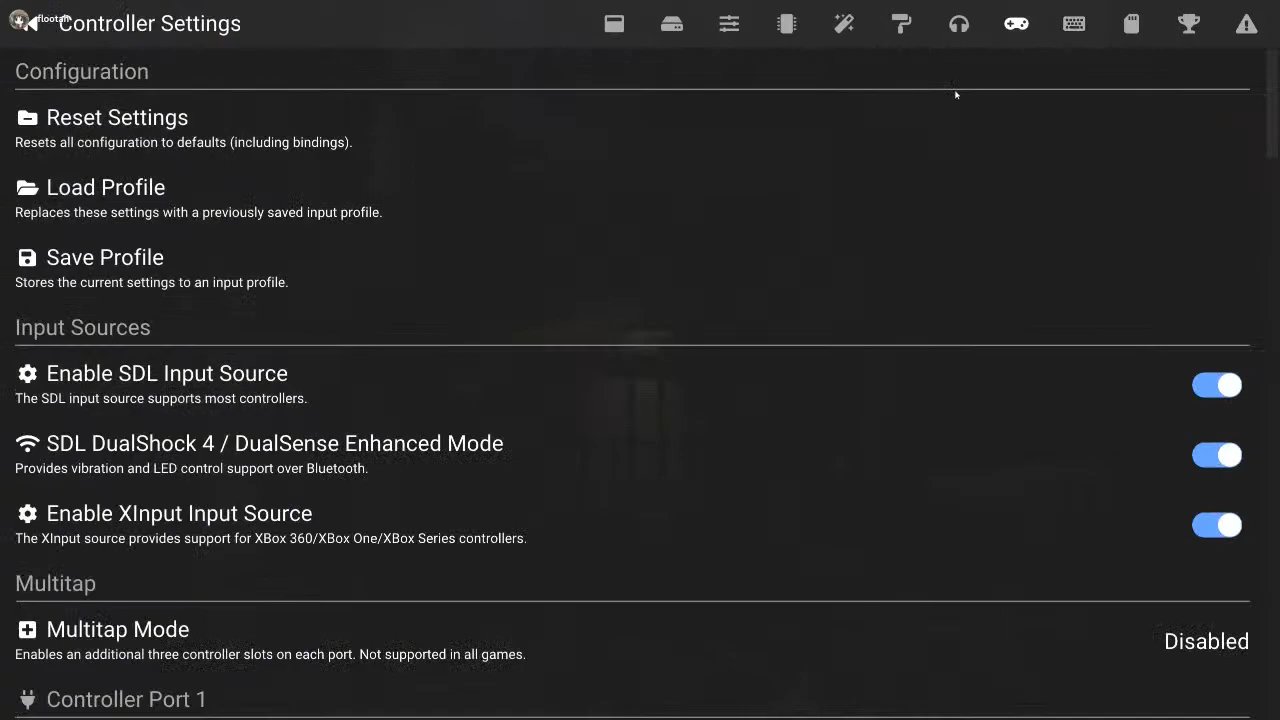 Controller Settings
Configuration
Reset Settings
Resets all configuration to defaults (including bindings).
Load Profile
Replaces these settings with a previously saved input profile.
Save Profile
Stores the current settings to an input profile.
Input Sources
Enable SDL Input Source
The SDL input source supports most controllers.
SDL DualShock 4 / DualSense Enhanced Mode
Provides vibration and LED control support over Bluetooth.
Enable XInput Input Source
The XInput source provides support for XBox 360/XBox One/XBox Series controllers.
Multitap
Multitap Mode
Enables an additional three controller slots on each port. Not supported in all games.
Disabled
Controller Port 1